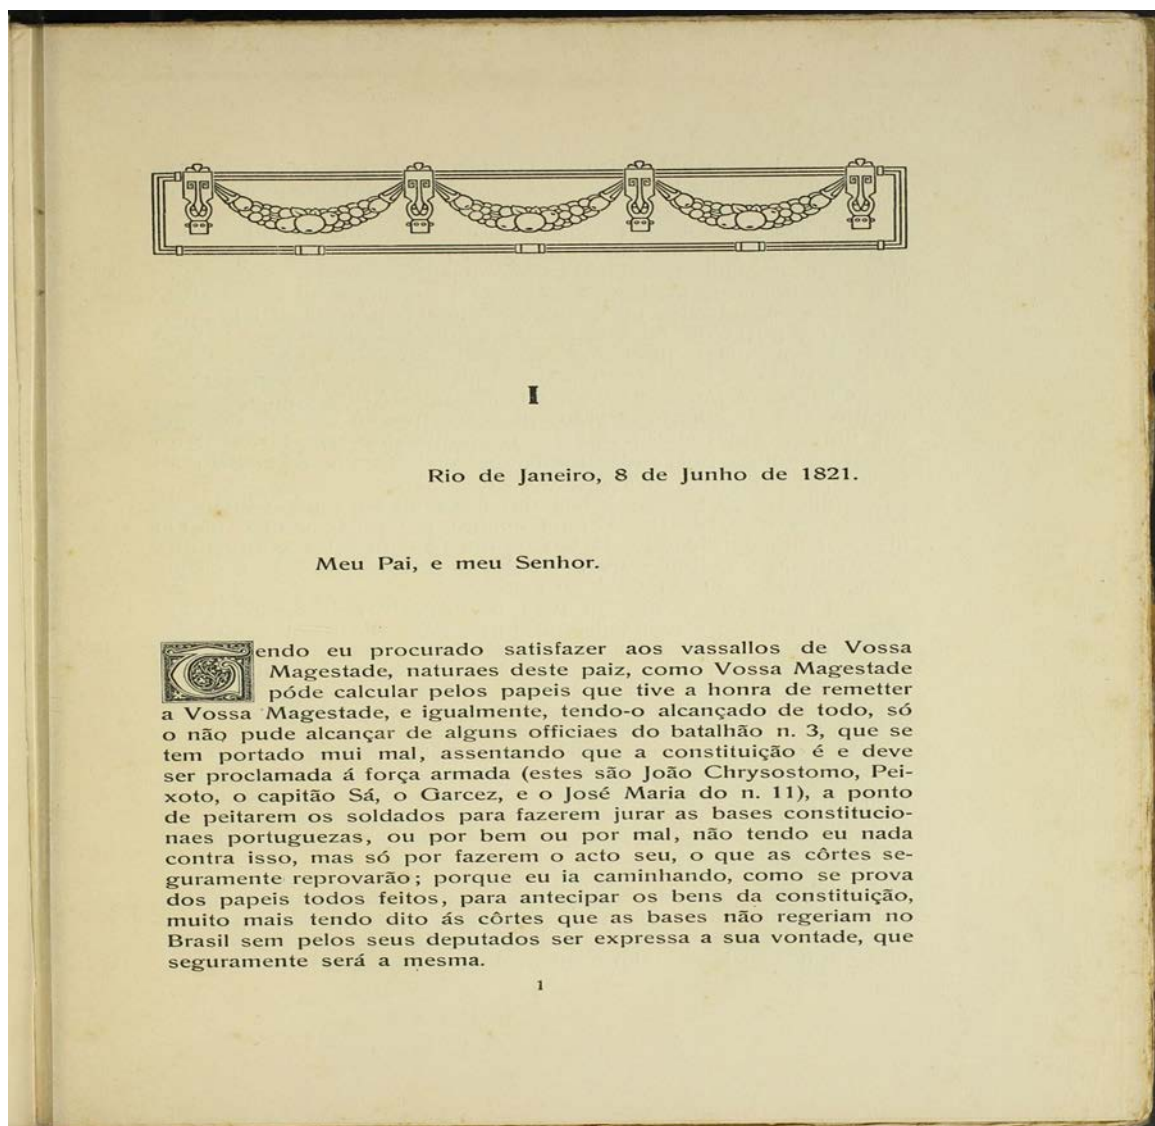 I
Rio de Janeiro, 8 de Junho de 1821.
Meu Pai, e meu Senhor.
Tendo eu procurado satisfazer aos vassallos de Vossa
Magestade, naturaes deste paiz, como Vossa Magestade
póde calcular pelos papeis que tive a honra de remetter
a Vossa Magestade, e igualmente, tendo-o alcançado de todo, só
o não pude alcançar de alguns officiaes do batalhão n. 3, que se
tem portado mui mal, assentando que a constituição é e deve
ser proclamada á força armada (estes são João Chrysostomo, Pei-
xoto, o capitão Sá, o Garcez, e o José Maria do n. 11), a ponto
de peitarem os soldados para fazerem jurar as bases constitucio-
naes portuguezas, ou por bem ou por mal, não tendo eu nada
contra isso, mas só por fazerem o acto seu, o que as côrtes se-
guramente reprovarão; porque eu ia caminhando, como se prova
dos papeis todos feitos, para antecipar os bens da constituição,
muito mais tendo dito ás côrtes que as bases não regeriam no
Brasil sem pelos seus deputados ser expressa a sua vontade, que
seguramente será a mesma.
1